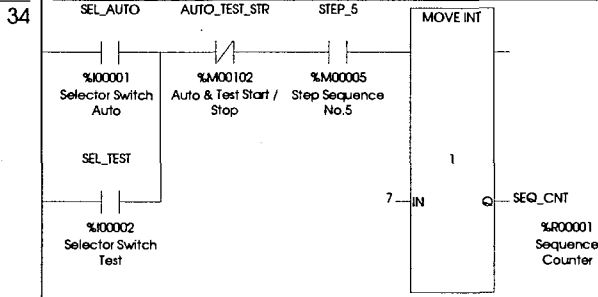 34
SEL_AUTO AUTO_TEST_STR STEP_5 MOVE INT
%I00001 %M00102 %M00005
Selector Switch Auto & Test Start / Step Sequence
Auto Stop No.5
SEL_TEST 1
7 IN Q SEQ_CNT
%I00002 %R00001
Selector Switch Sequence
Test Counter